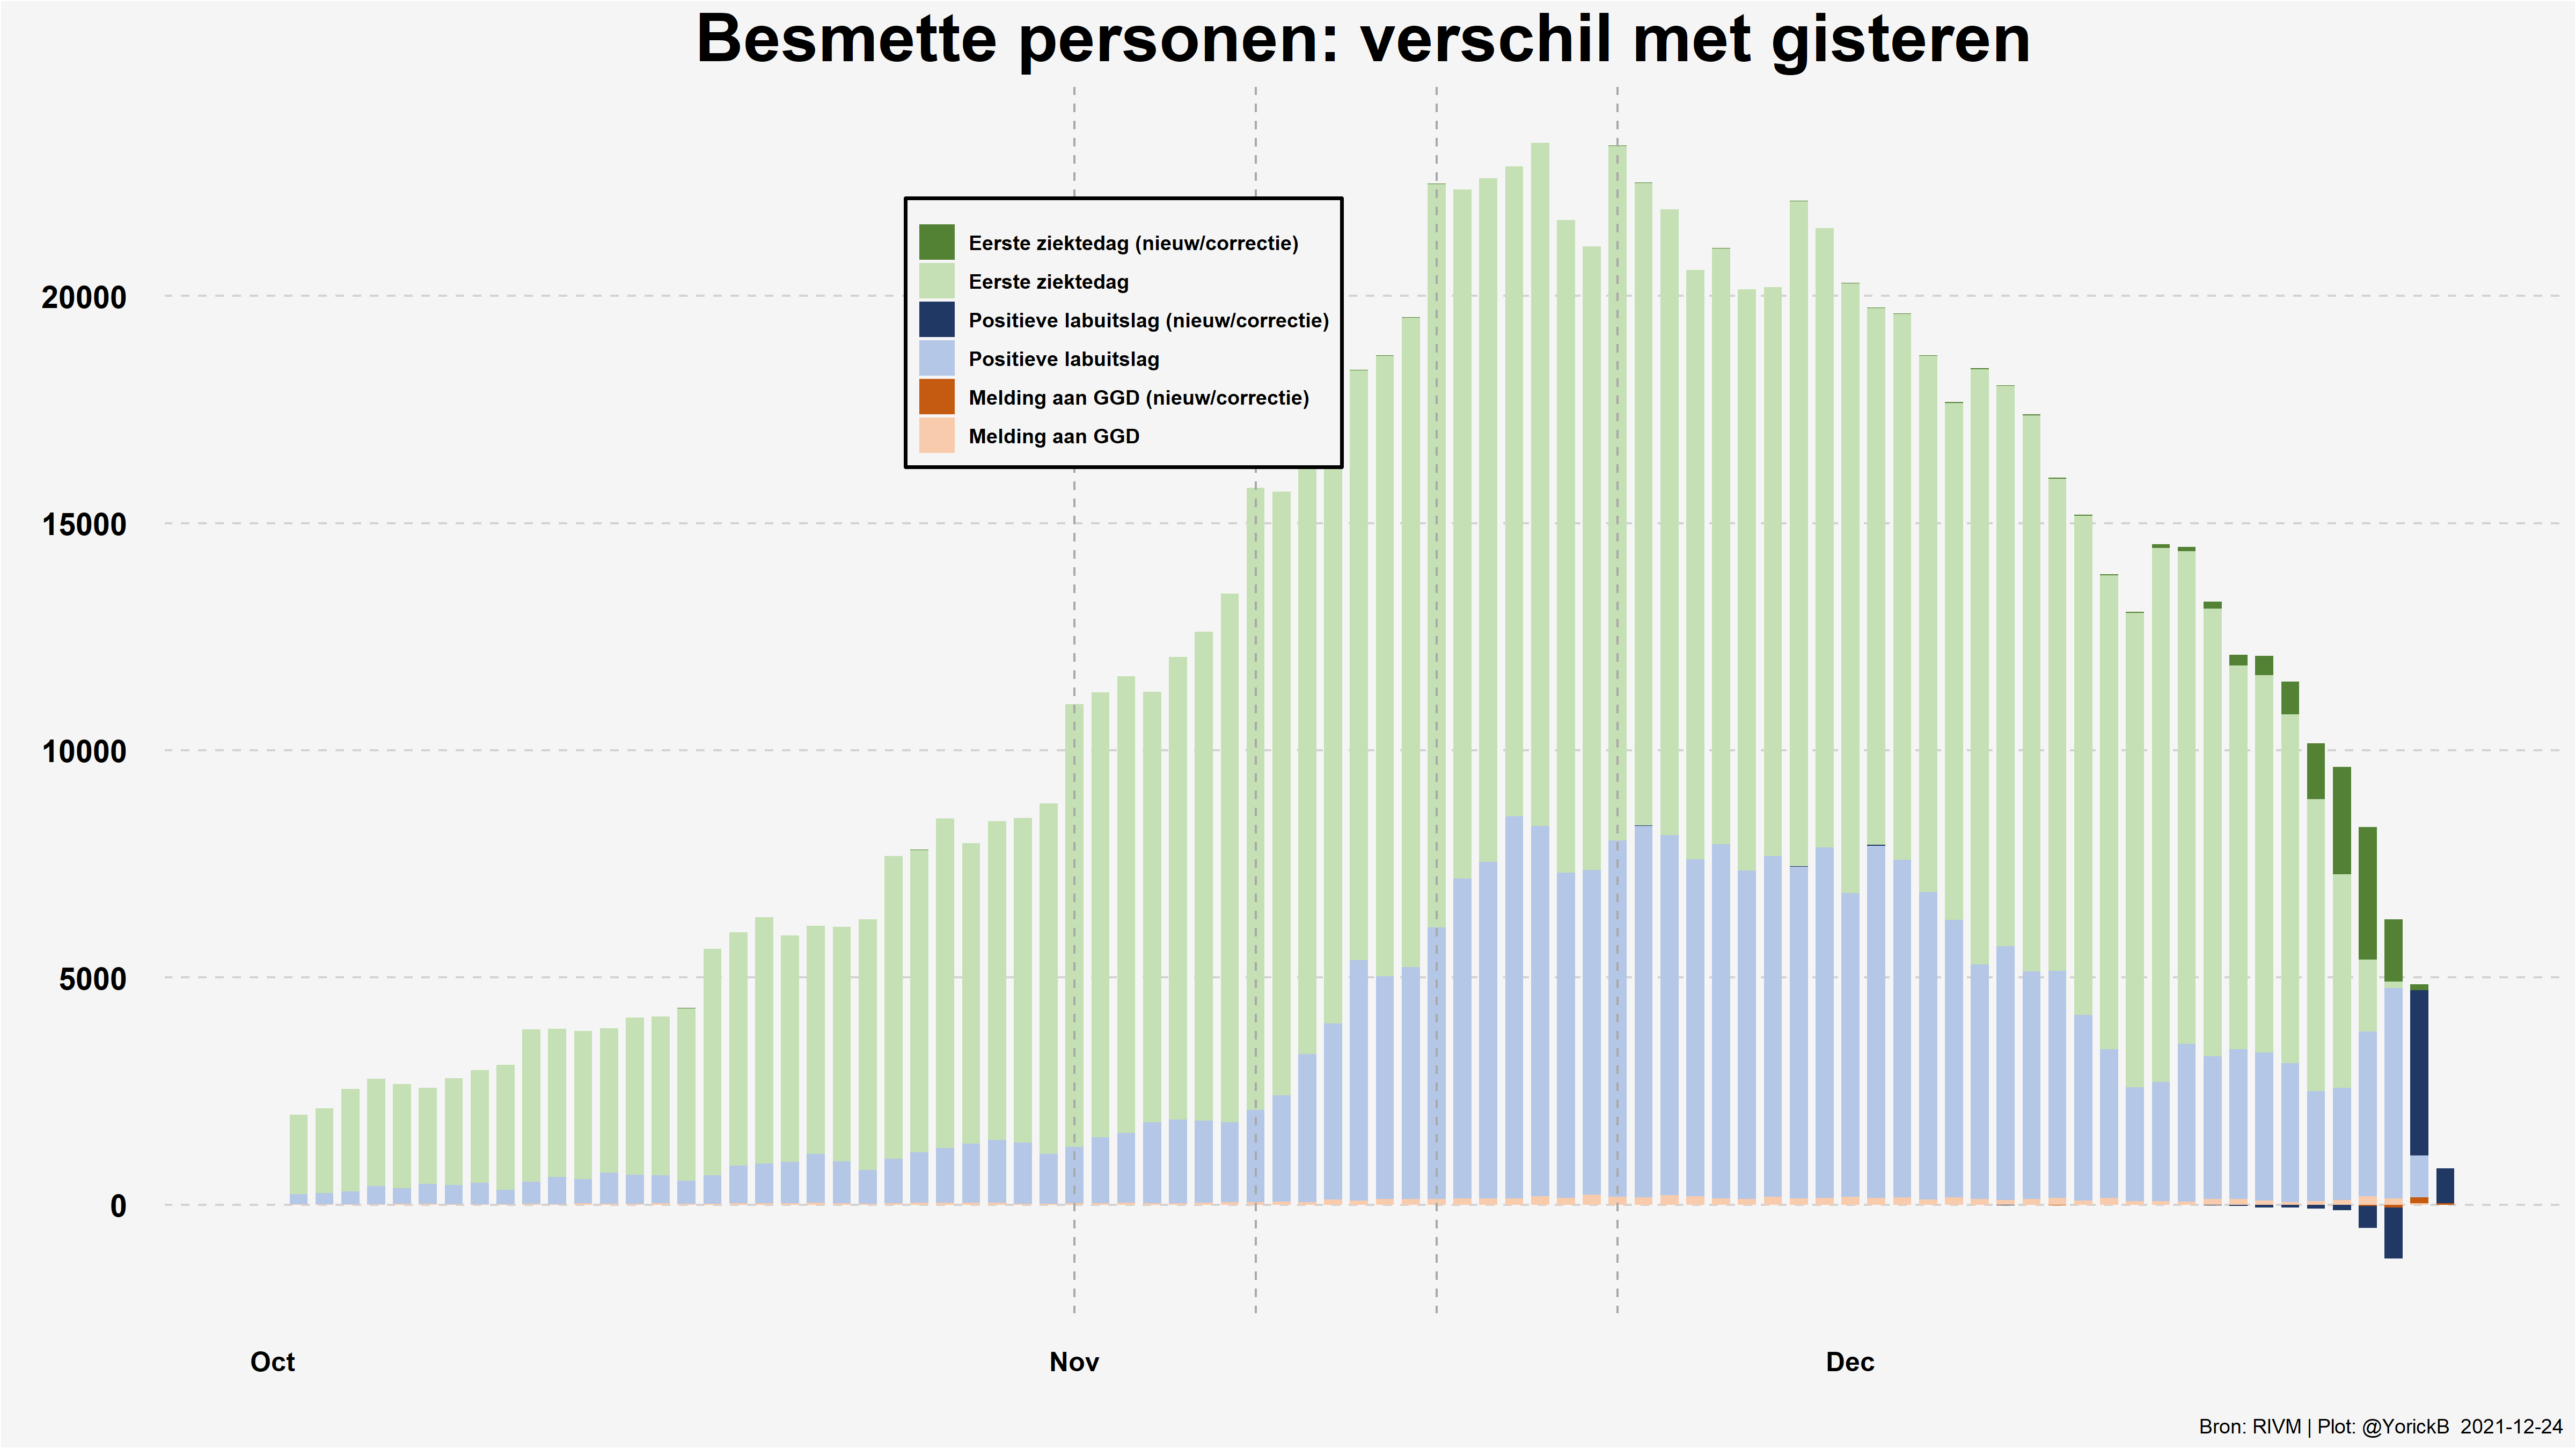 Besmette personen: verschil met gisteren
Eerste ziektedag (nieuw/correctie)
Eerste ziektedag
Positieve labuitslag (nieuw/correctie)
Positieve labuitslag
Melding aan GGD (nieuw/correctie)
Melding aan GGD
20000
15000
10000
5000
0
Oct Nov Dec
Bron: RIVM | Plot: @YorickB 2021-12-24